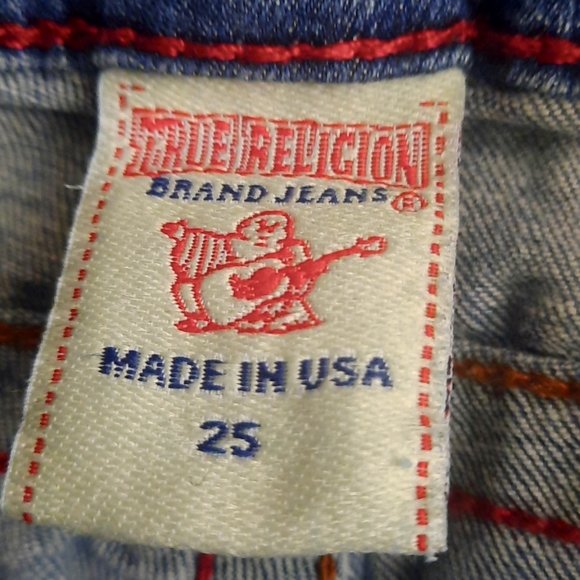 TRUE RELIGION
BRAND JEANS®
MADE IN USA
25